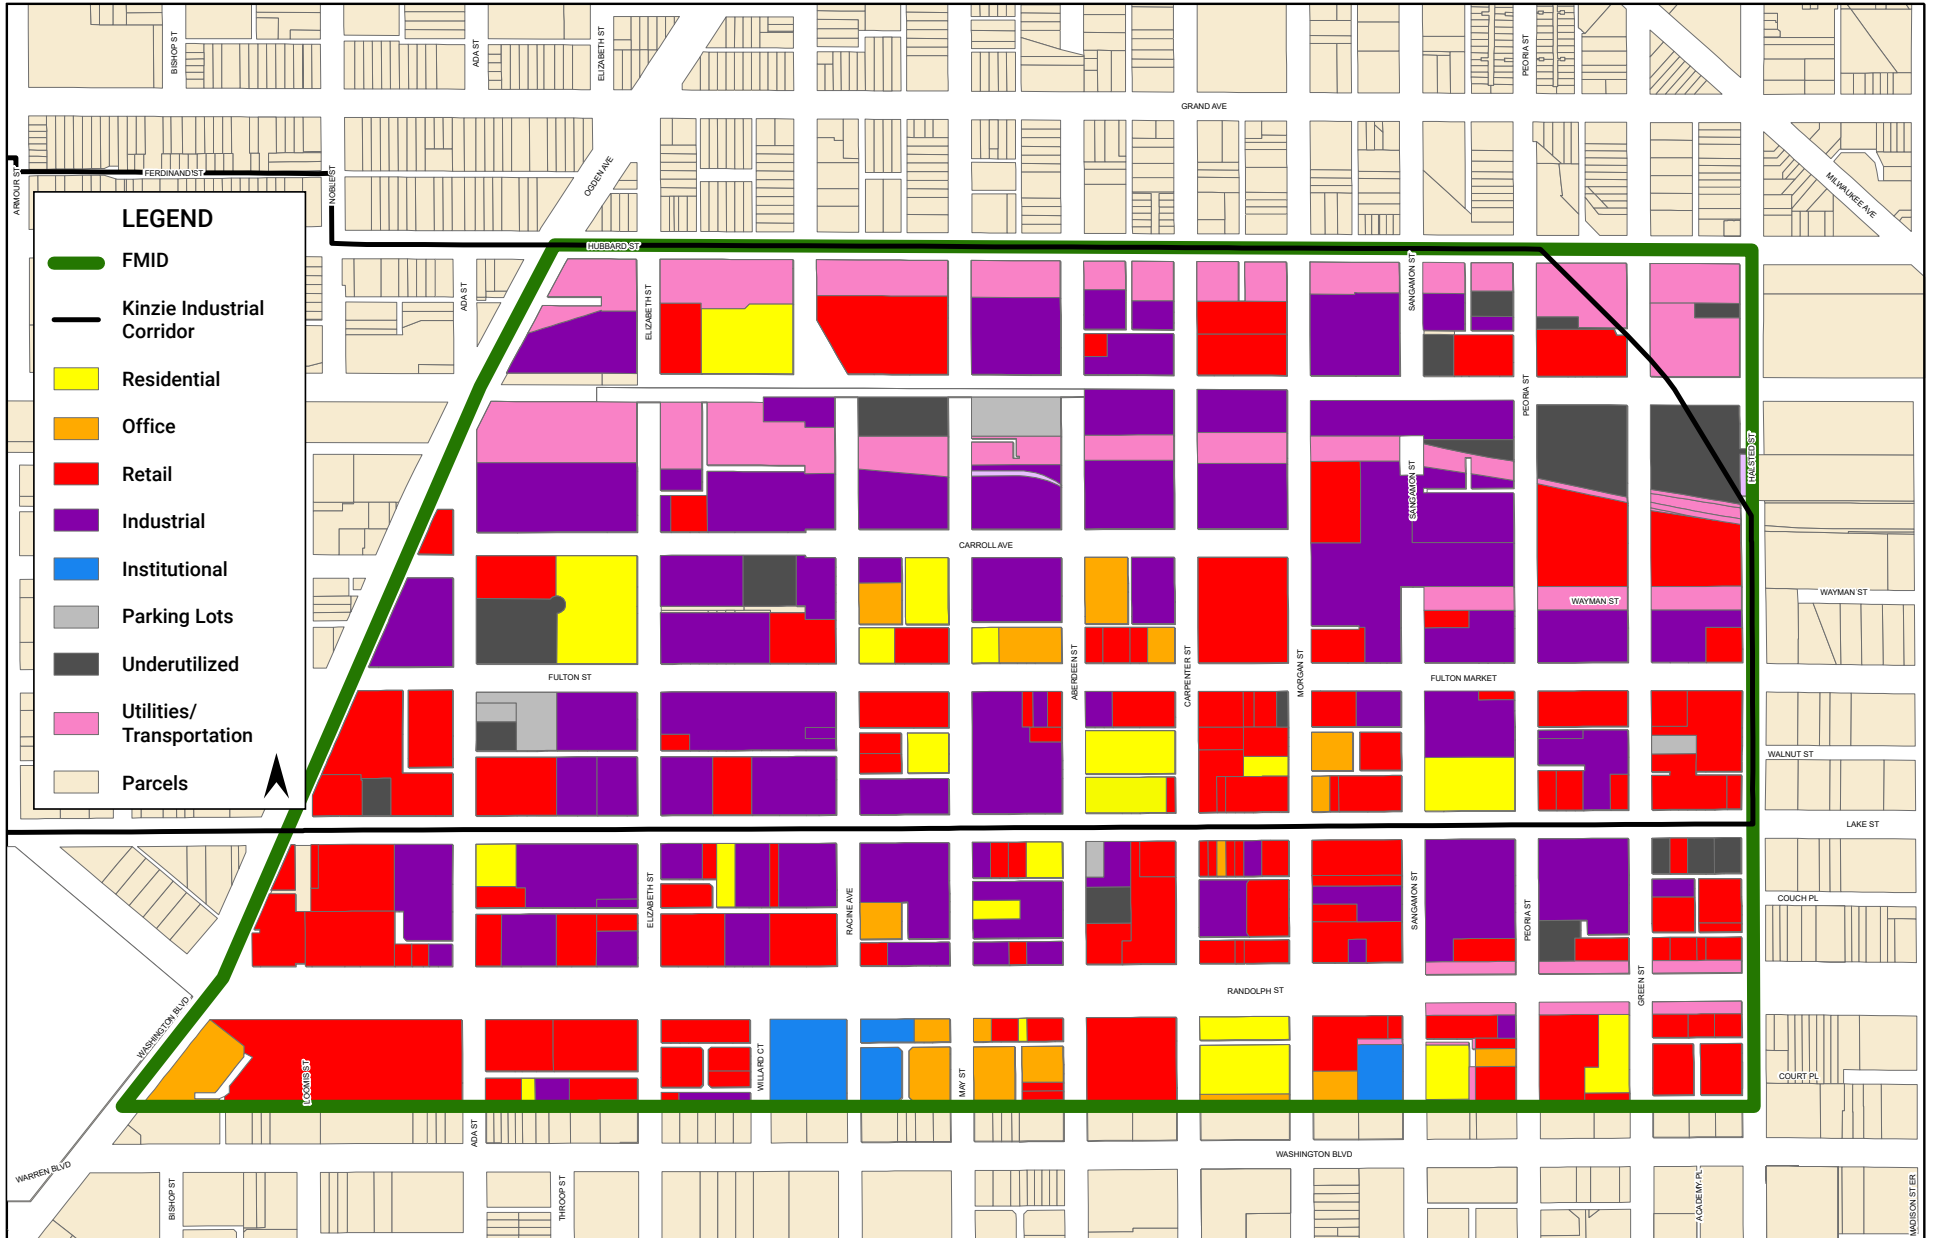 BISHOP ST
ADA ST
ELIZABETH ST
PEORIA ST
GRAND AVE
ARMOUR ST
FERDINAND ST
NOBLE ST
OGDEN AVE
MILWAUKEE AVE
HUBBARD ST
LEGEND
FMID
Kinzie Industrial
Corridor
Residential
Office
Retail
Industrial
Institutional
Parking Lots
Underutilized
Utilities/
Transportation
Parcels
ADA ST
ELIZABETH ST
SANGAMON ST
PEORIA ST
HALSTED ST
SANGAMON ST
CARROLL AVE
WAYMAN ST
WAYMAN ST
FULTON ST
ABERDEEN ST
CARPENTER ST
MORGAN ST
FULTON MARKET
WALNUT ST
LAKE ST
ELIZABETH ST
RACINE AVE
SANGAMON ST
PEORIA ST
COUCH PL
GREEN ST
RANDOLPH ST
WASHINGTON BLVD
LOOMIS ST
WILLARD CT
MAY ST
COURT PL
ADA ST
WASHINGTON BLVD
WARREN BLVD
BISHOP ST
THROOP ST
ACADEMY PL
MADISON ST ER